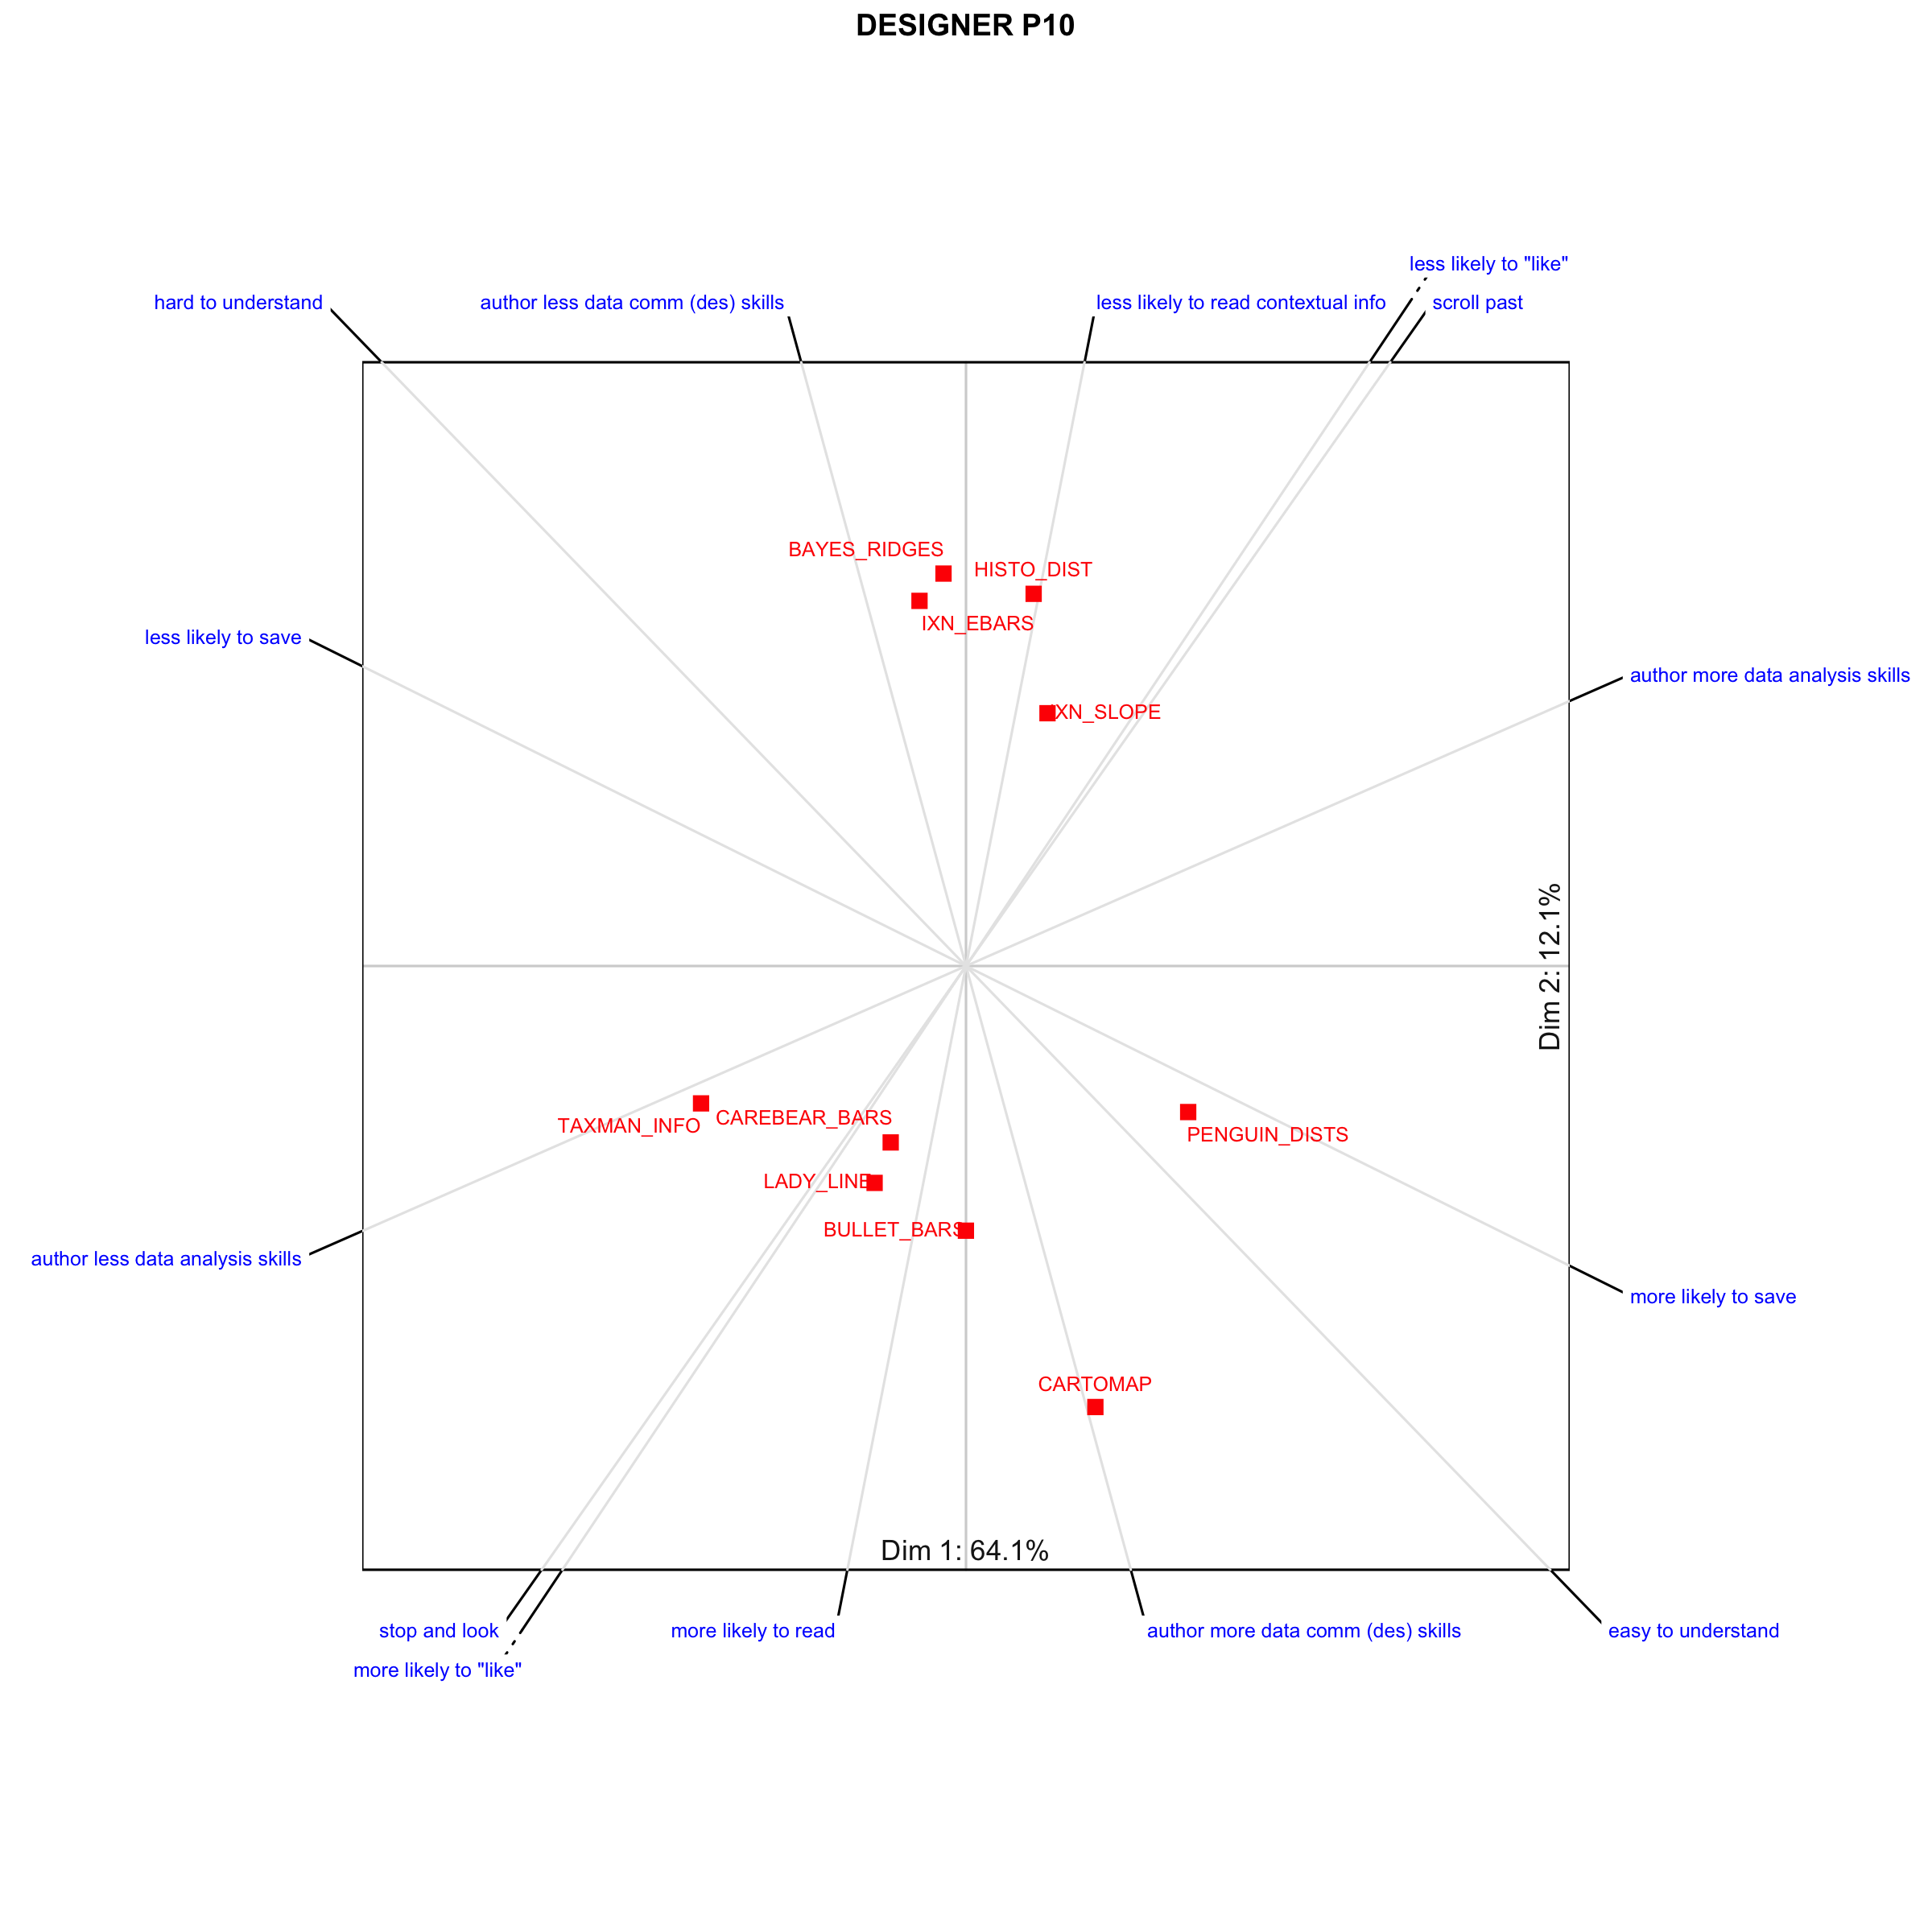 DESIGNER P10
less likely to "like"
hard to understand
author less data comm (des) skills
less likely to read contextual info
scroll past
BAYES_RIDGES
HISTO_DIST
IXN_EBARS
less likely to save
author more data analysis skills
IXN_SLOPE
Dim 2: 12.1%
TAXMAN_INFO
CAREBEAR_BARS
PENGUIN_DISTS
LADY_LINE
BULLET_BARS
author less data analysis skills
more likely to save
CARTOMAP
Dim 1: 64.1%
stop and look
more likely to read
author more data comm (des) skills
easy to understand
more likely to "like"